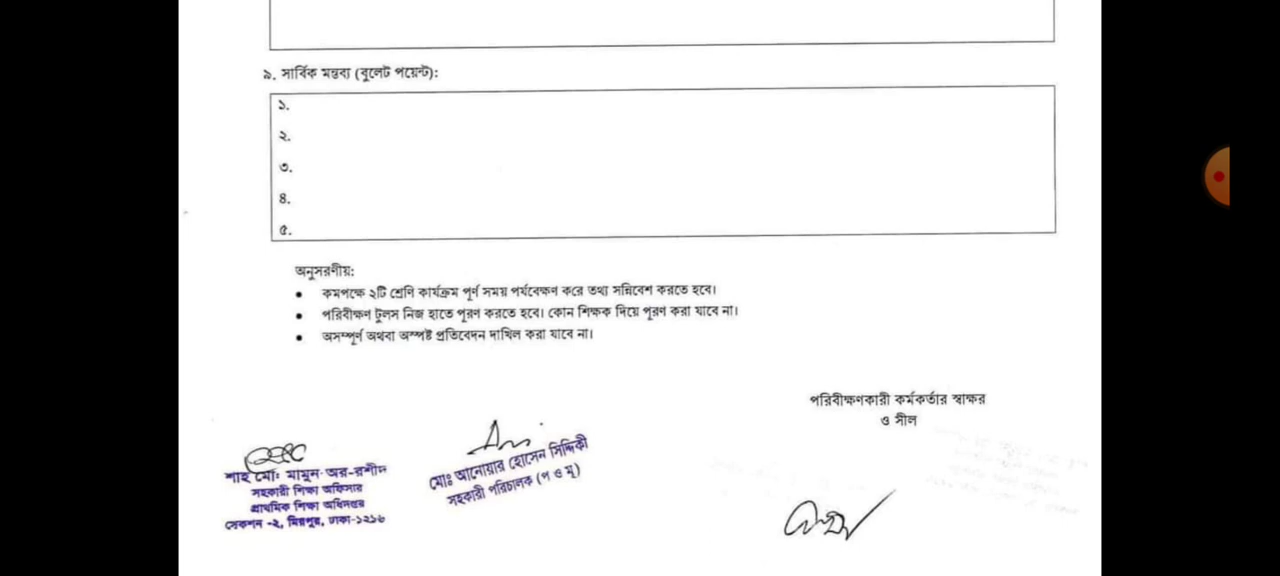 ৯. সার্বিক মন্তব্য (বুলেট পয়েন্ট):
১.
২.
৩.
৪.
৫.
অনুসরণীয়:
• কমপক্ষে ২টি শ্রেণি কার্যক্রম পূর্ণ সময় পর্যবেক্ষণ করে তথ্য সন্নিবেশ করতে হবে।
• পরিবীক্ষণ টুলস নিজ হাতে পূরণ করতে হবে। কোন শিক্ষক দিয়ে পূরণ করা যাবে না।
• অসম্পূর্ণ অথবা অস্পষ্ট প্রতিবেদন দাখিল করা যাবে না।
পরিবীক্ষণকারী কর্মকর্তার স্বাক্ষর
ও সীল
শাহ মো: মামুন-অর-রশীদ
সহকারী শিক্ষা অফিসার
প্রাথমিক শিক্ষা অধিদপ্তর
সেকশন -২, মিরপুর, ঢাকা-১২১৬
মোঃ আনোয়ার হোসেন সিদ্দিকী
সহকারী পরিচালক (প ও মূ)